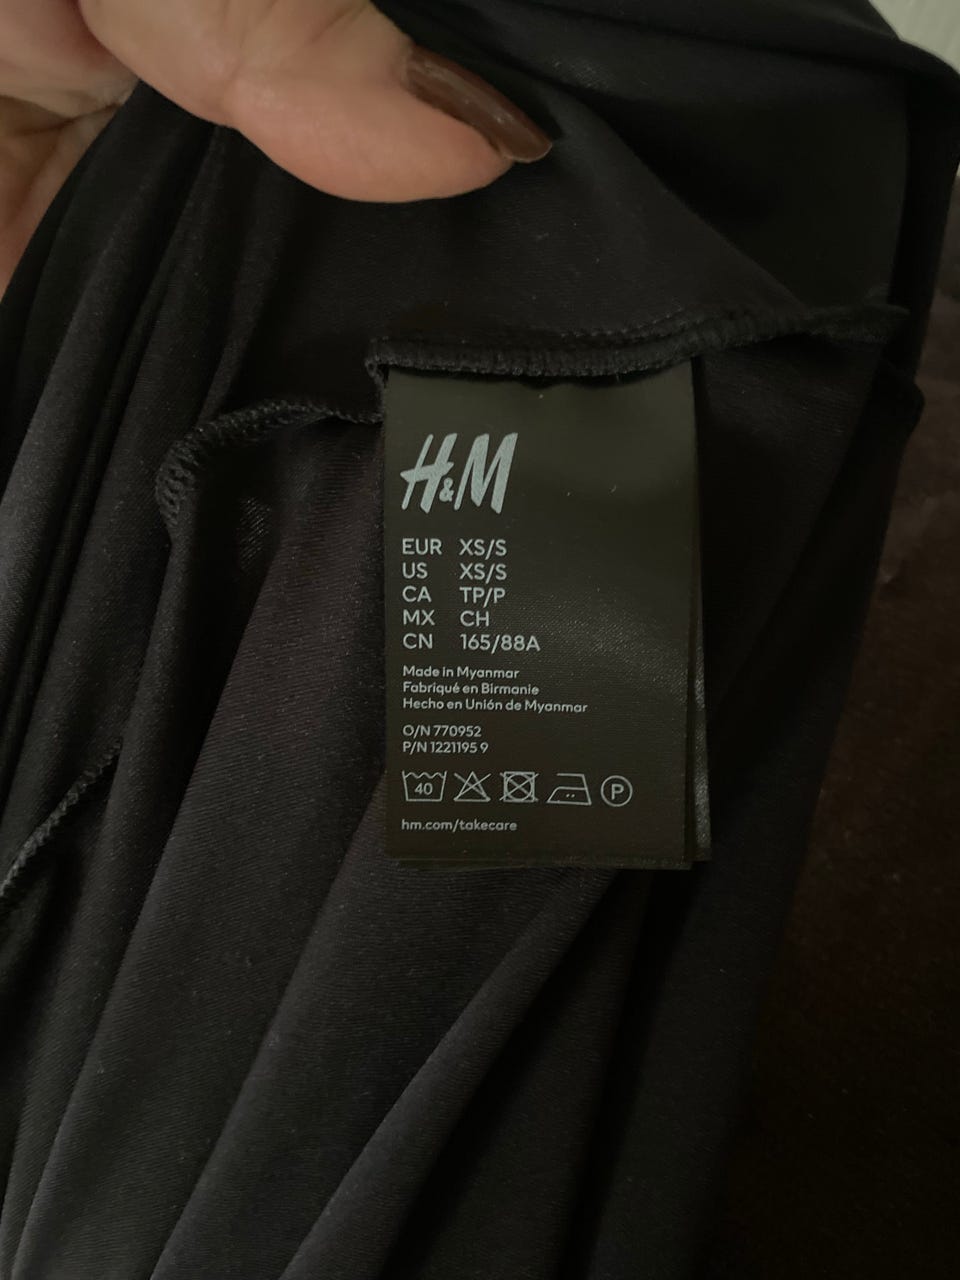 H&M
EUR XS/S
US XS/S
CA TP/P
MX CH
CN 165/88A
Made in Myanmar
Fabriqué en Birmanie
Hecho en Unión de Myanmar
O/N 770952
P/N 1221195 9
40 P
hm.com/takecare